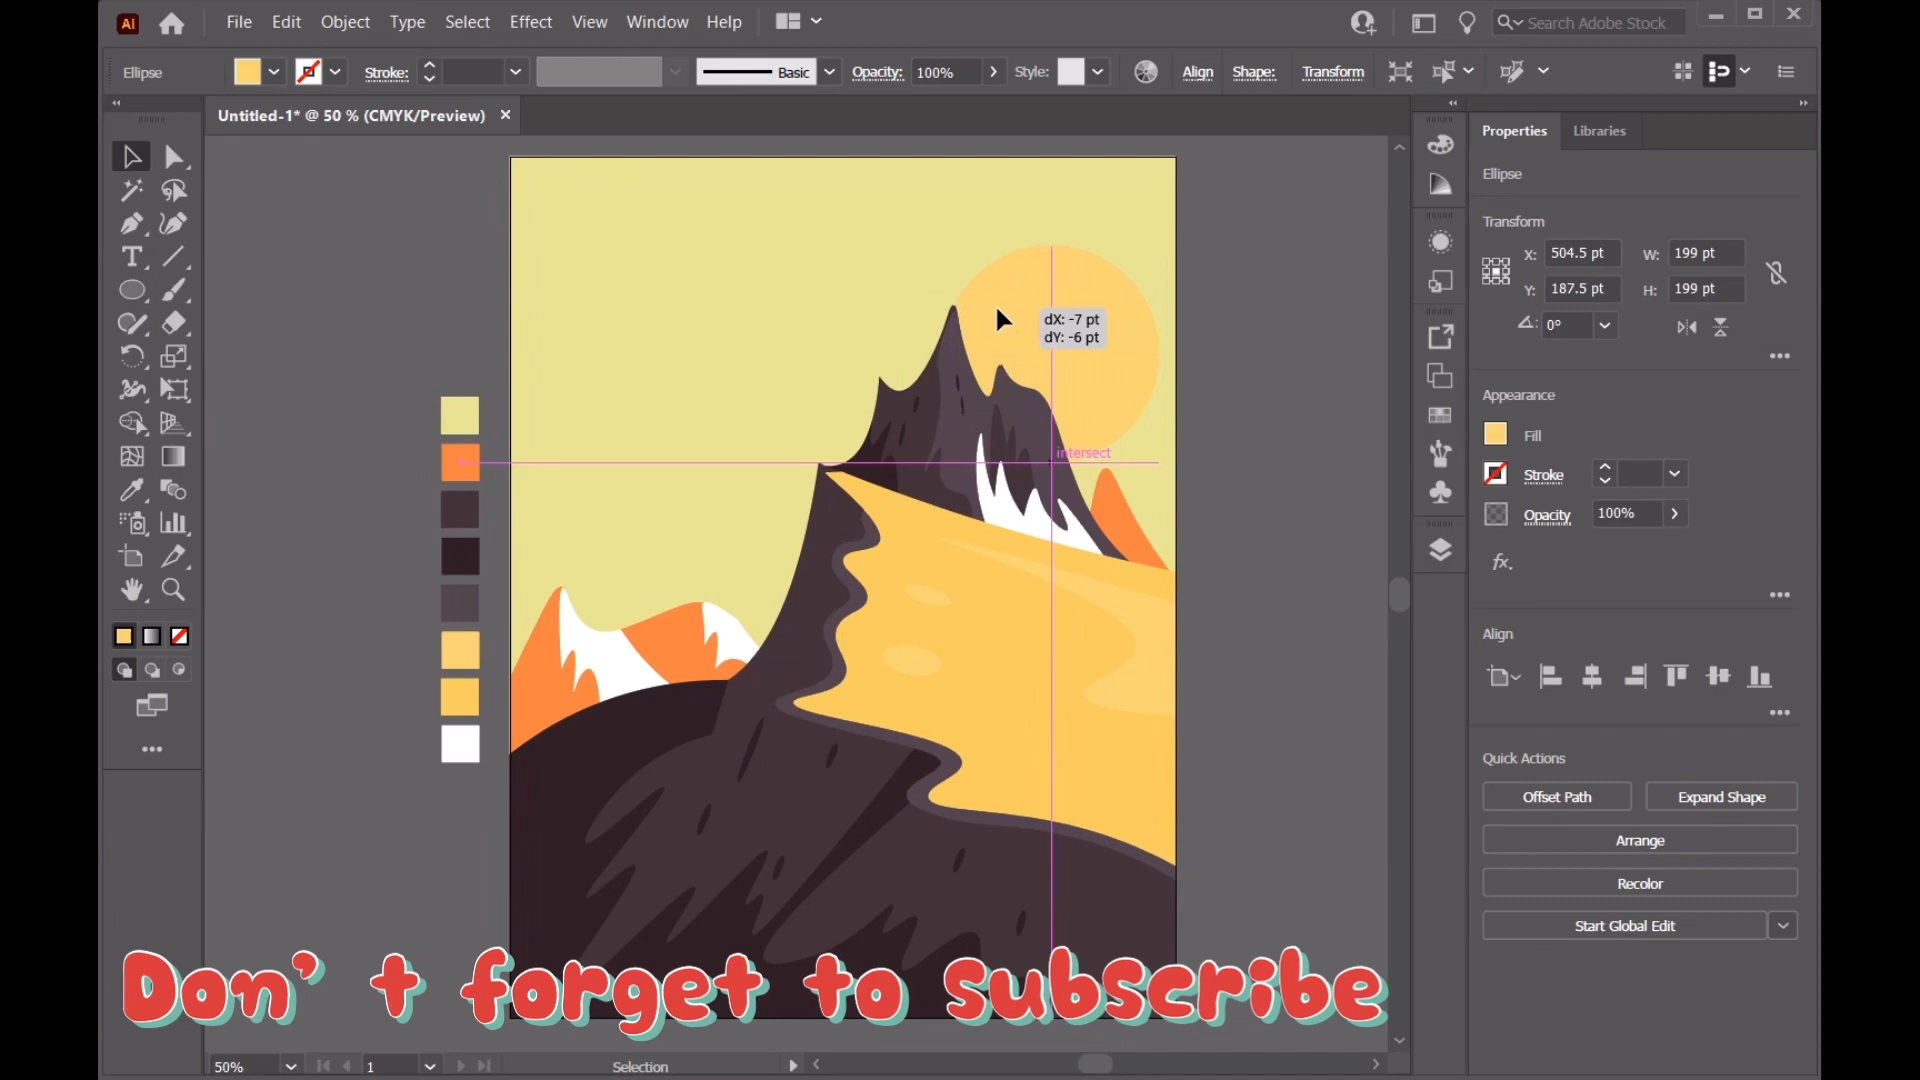 Ai File Edit Object Type Select Effect View Window Help Search Adobe Stock
Ellipse Stroke: Basic Opacity: 100% Style: Align Shape: Transform
Untitled-1* @ 50 % (CMYK/Preview)
Properties Libraries
Ellipse
Transform
X: 504.5 pt W: 199 pt
Y: 187.5 pt H: 199 pt
0°
dX: -7 pt
dY: -6 pt
intersect
Appearance
Fill
Stroke
Opacity 100%
fx.
Align
Quick Actions
Offset Path Expand Shape
Arrange
Recolor
Start Global Edit
Don't forget to subscribe
50% 1 Selection